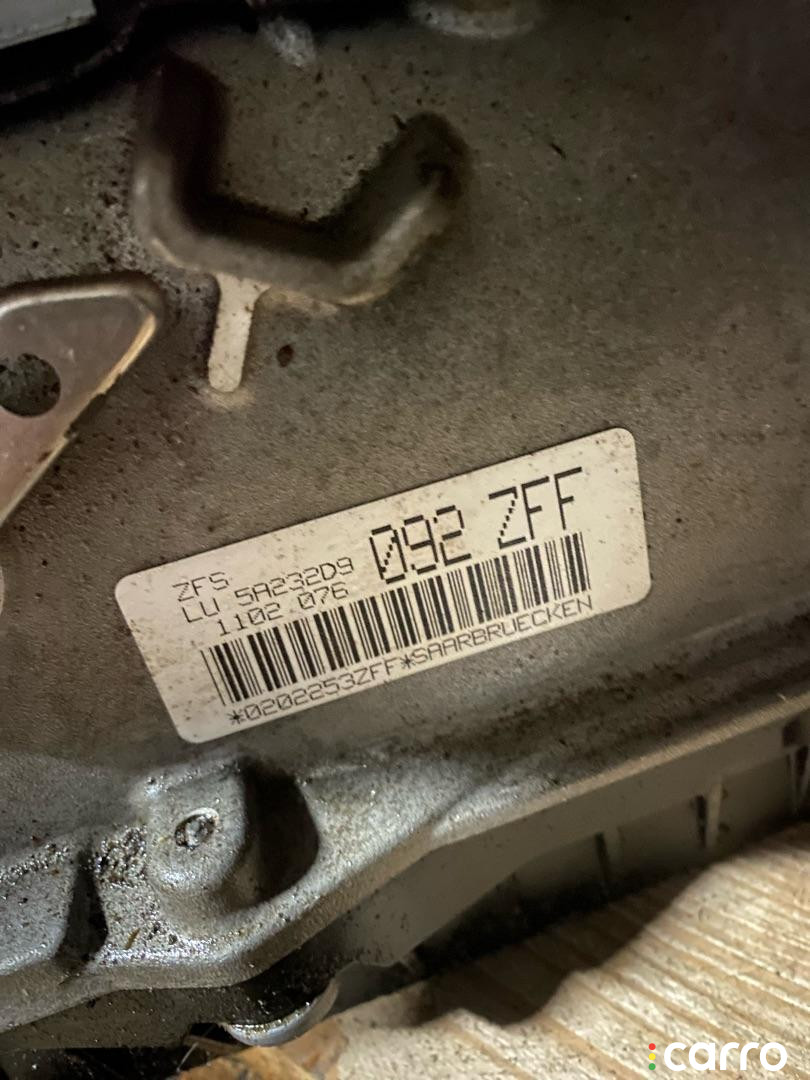 ZFS
LU 5A232D9 092 ZFF
1102 076
*0202253ZFF*SAARBRUECKEN
carro